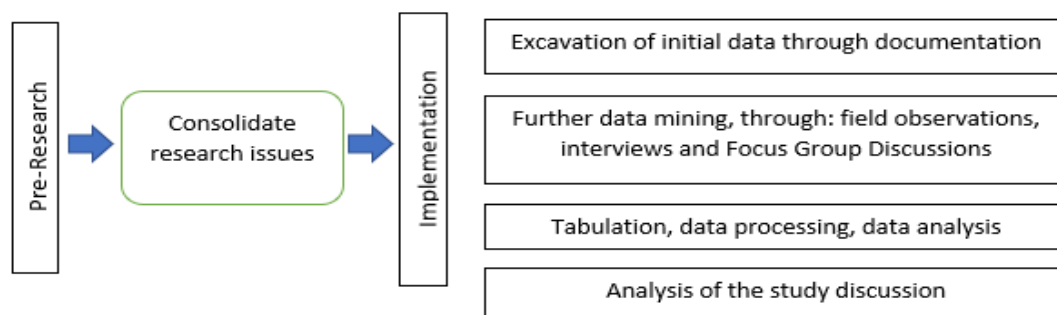 Pre-Research
Consolidate
research issues
Implementation
Excavation of initial data through documentation
Further data mining, through: field observations,
interviews and Focus Group Discussions
Tabulation, data processing, data analysis
Analysis of the study discussion